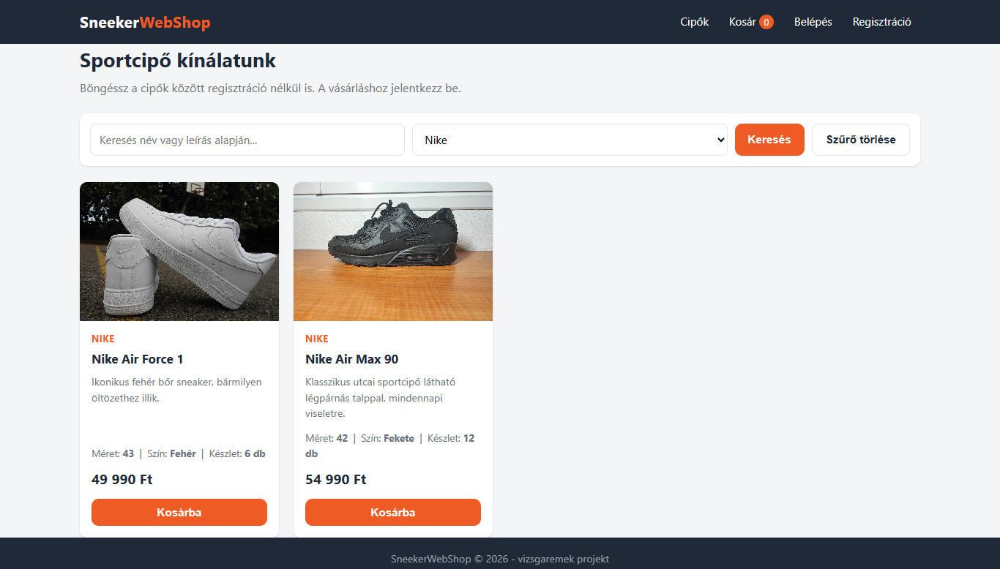 SneekerWebShop
Cipők
Kosár 0
Belépés
Regisztráció
Sportcipő kínálatunk
Böngéssz a cipők között regisztráció nélkül is. A vásárláshoz jelentkezz be.
Keresés név vagy leírás alapján...
Nike
Keresés
Szűrő törlése
NIKE
Nike Air Force 1
Ikonikus fehér bőr sneaker, bármilyen
öltözethez illik.
Méret: 43 | Szín: Fehér | Készlet: 6 db
49 990 Ft
Kosárba
NIKE
Nike Air Max 90
Klasszikus utcai sportcipő látható
légpárnás talppal, mindennapi
viseletre.
Méret: 42 | Szín: Fekete | Készlet: 12
db
54 990 Ft
Kosárba
SneekerWebShop © 2026 - vizsgaremek projekt